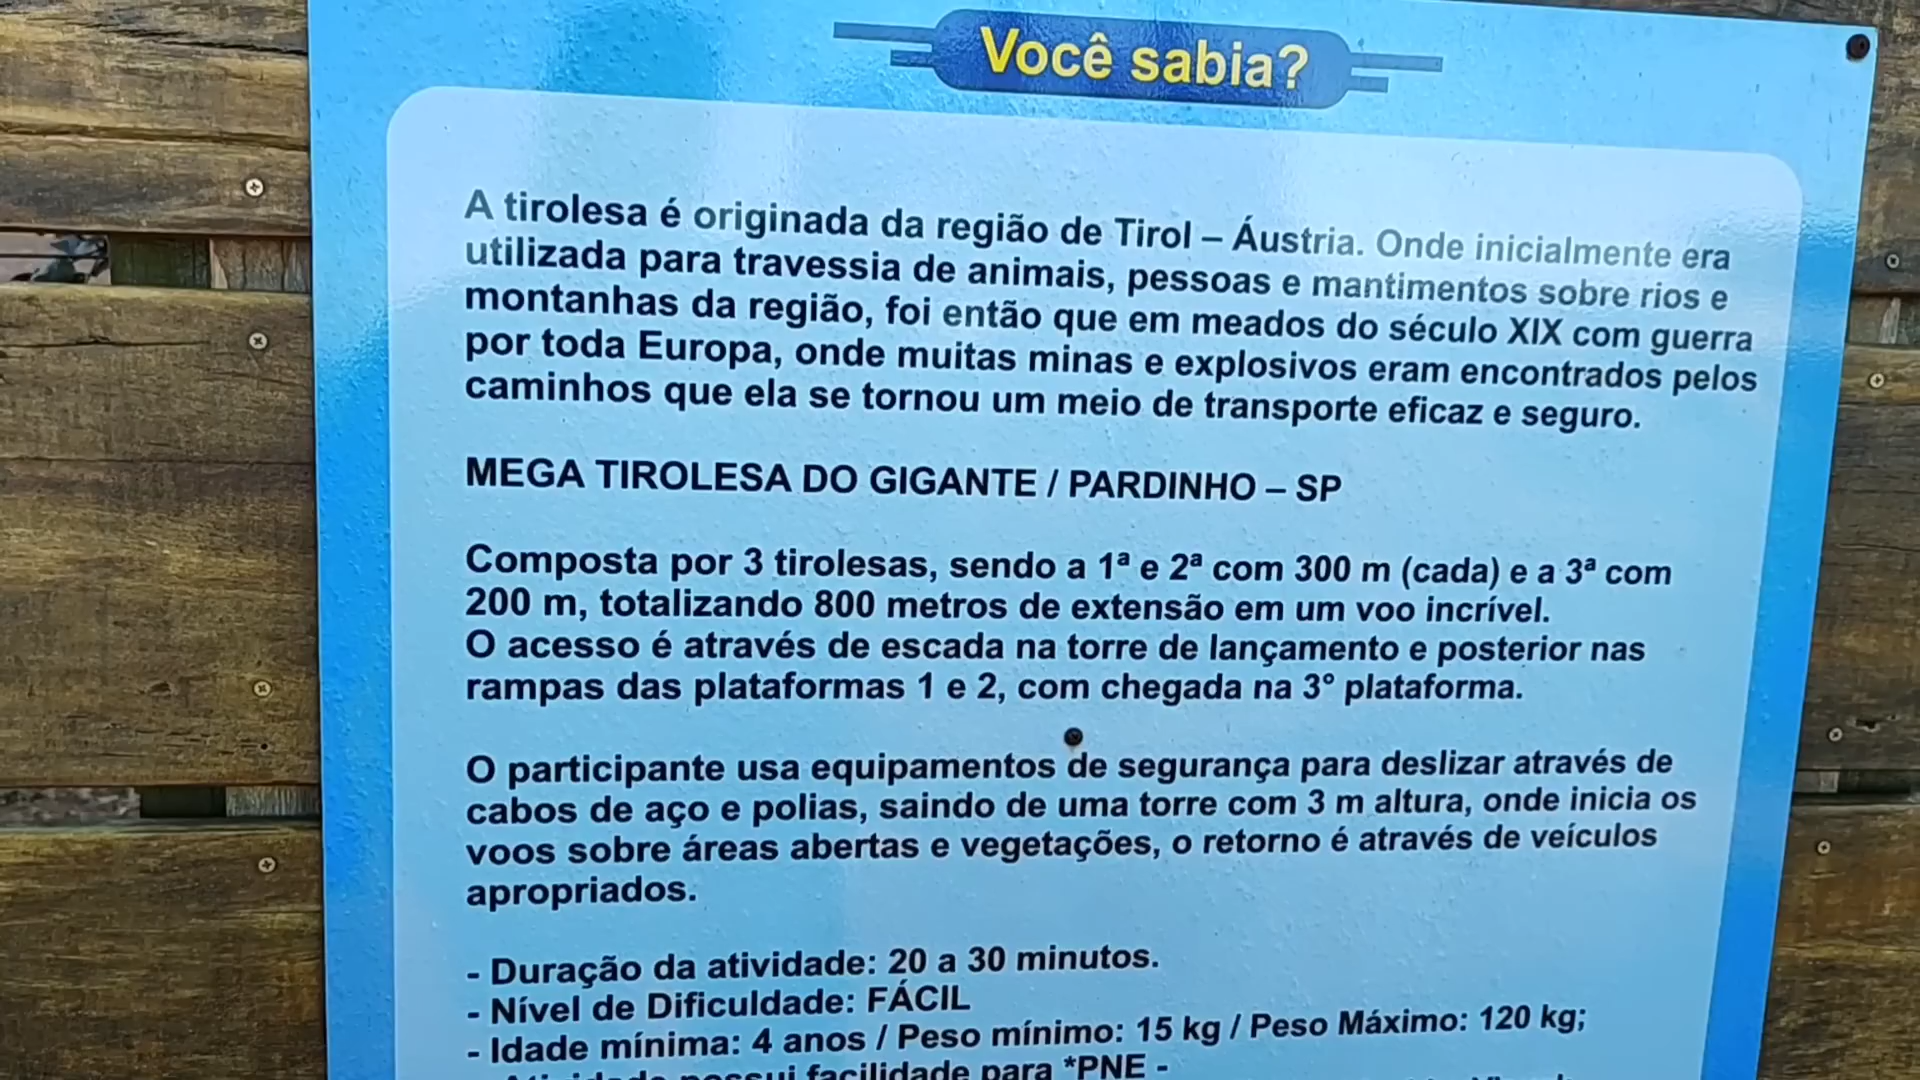 Você sabia?
A tirolesa é originada da região de Tirol – Áustria. Onde inicialmente era
utilizada para travessia de animais, pessoas e mantimentos sobre rios e
montanhas da região, foi então que em meados do século XIX com guerra
por toda Europa, onde muitas minas e explosivos eram encontrados pelos
caminhos que ela se tornou um meio de transporte eficaz e seguro.
MEGA TIROLESA DO GIGANTE / PARDINHO – SP
Composta por 3 tirolesas, sendo a 1ª e 2ª com 300 m (cada) e a 3ª com
200 m, totalizando 800 metros de extensão em um voo incrível.
O acesso é através de escada na torre de lançamento e posterior nas
rampas das plataformas 1 e 2, com chegada na 3° plataforma.
O participante usa equipamentos de segurança para deslizar através de
cabos de aço e polias, saindo de uma torre com 3 m altura, onde inicia os
voos sobre áreas abertas e vegetações, o retorno é através de veículos
apropriados.
- Duração da atividade: 20 a 30 minutos.
- Nível de Dificuldade: FÁCIL
- Idade mínima: 4 anos / Peso mínimo: 15 kg / Peso Máximo: 120 kg;
possui facilidade para *PNE -